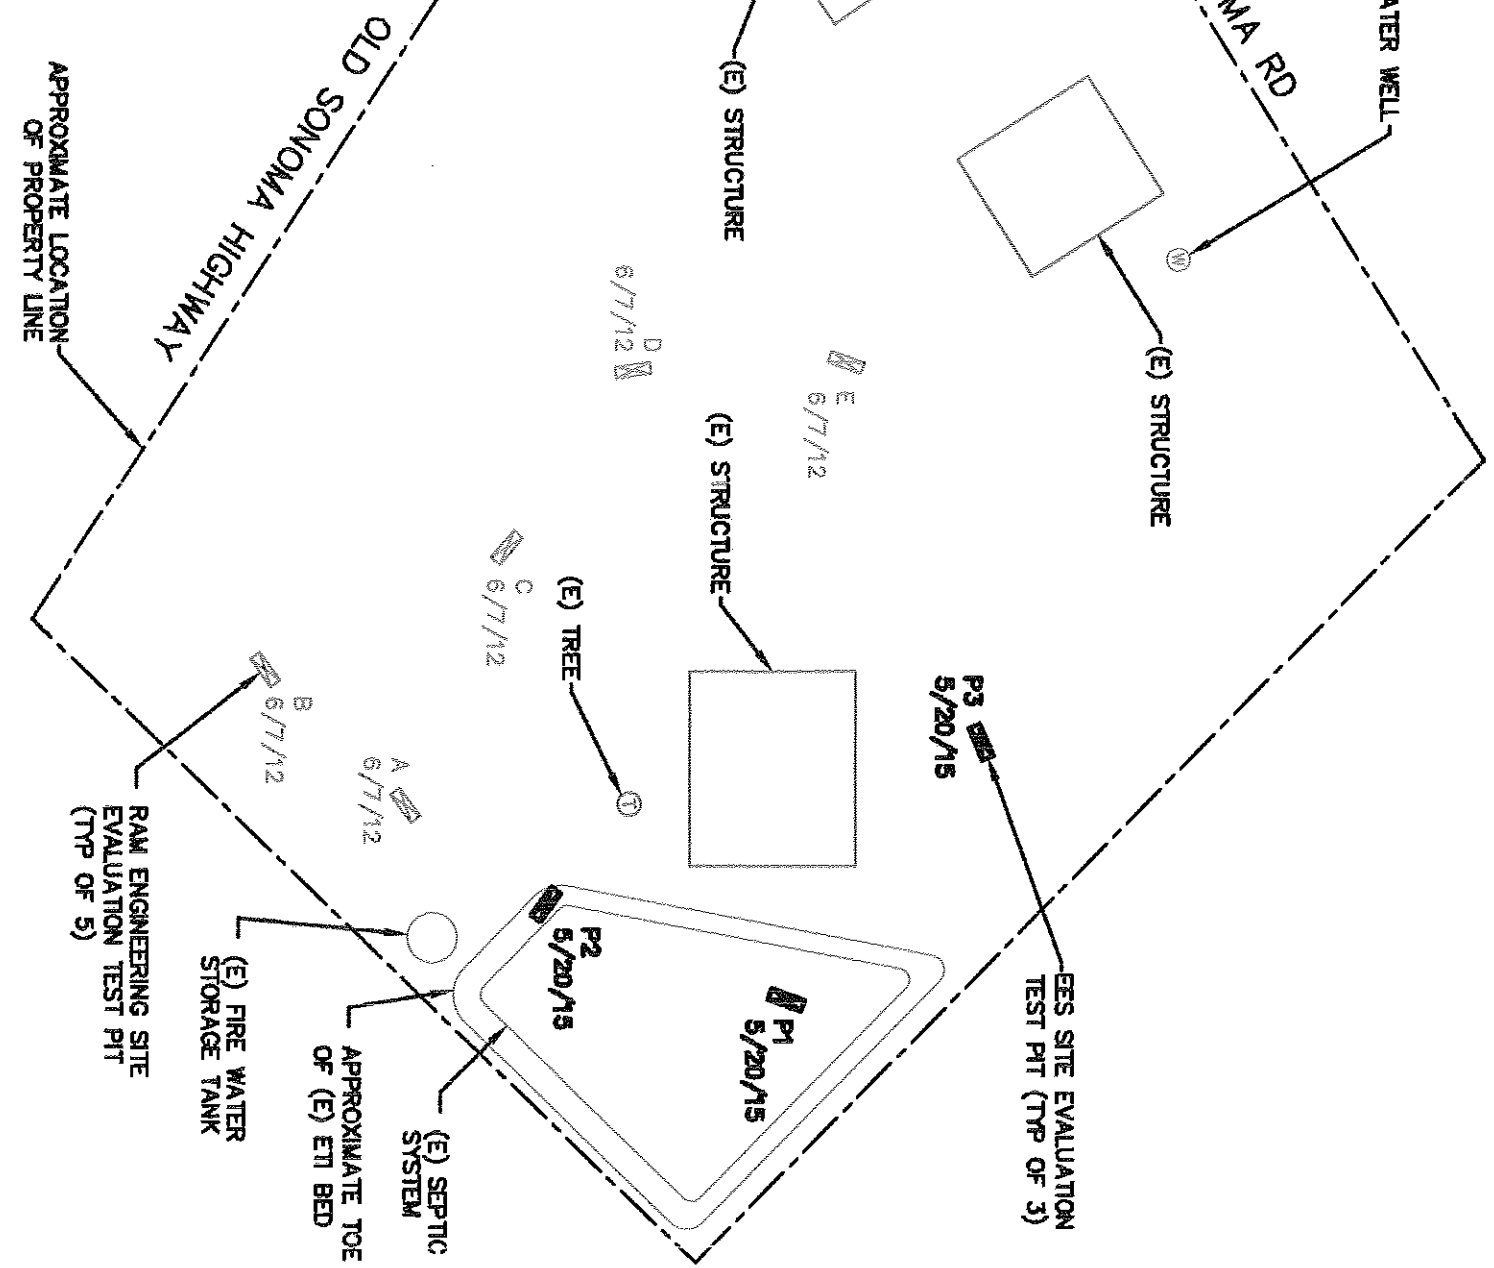 MA RD
WELL
(E) STRUCTURE
(E) STRUCTURE
EES SITE EVALUATION
TEST PIT (TYP OF 3)
P3
5/20/15
E
6/7/12
(E) STRUCTURE
P1
5/20/15
D
6/7/12
P2
5/20/15
(E) TREE
C
6/7/12
(E) SEPTIC
SYSTEM
APPROXIMATE TOE
OF (E) ETI BED
A
6/7/12
(E) FIRE WATER
STORAGE TANK
B
6/7/12
RAM ENGINEERING SITE
EVALUATION TEST PIT
(TYP OF 5)
OLD SONOMA HIGHWAY
APPROXIMATE LOCATION
OF PROPERTY LINE
W
T